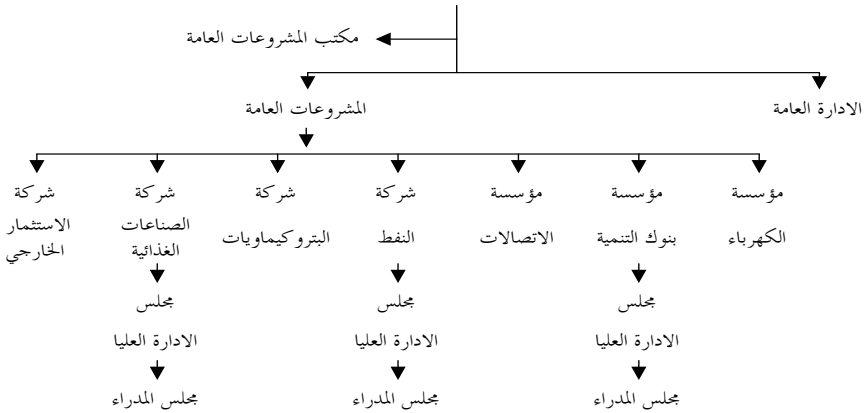 مكتب المشروعات العامة
الادارة العامة
المشروعات العامة
مؤسسة
الكهرباء
مؤسسة
بنوك التنمية
مؤسسة
الاتصالات
شركة
النفط
شركة
البتروكيماويات
شركة
الصناعات
الغذائية
شركة
الاستثمار
الخارجي
مجلس
الادارة العليا
مجلس المدراء
مجلس
الادارة العليا
مجلس المدراء
مجلس
الادارة العليا
مجلس المدراء